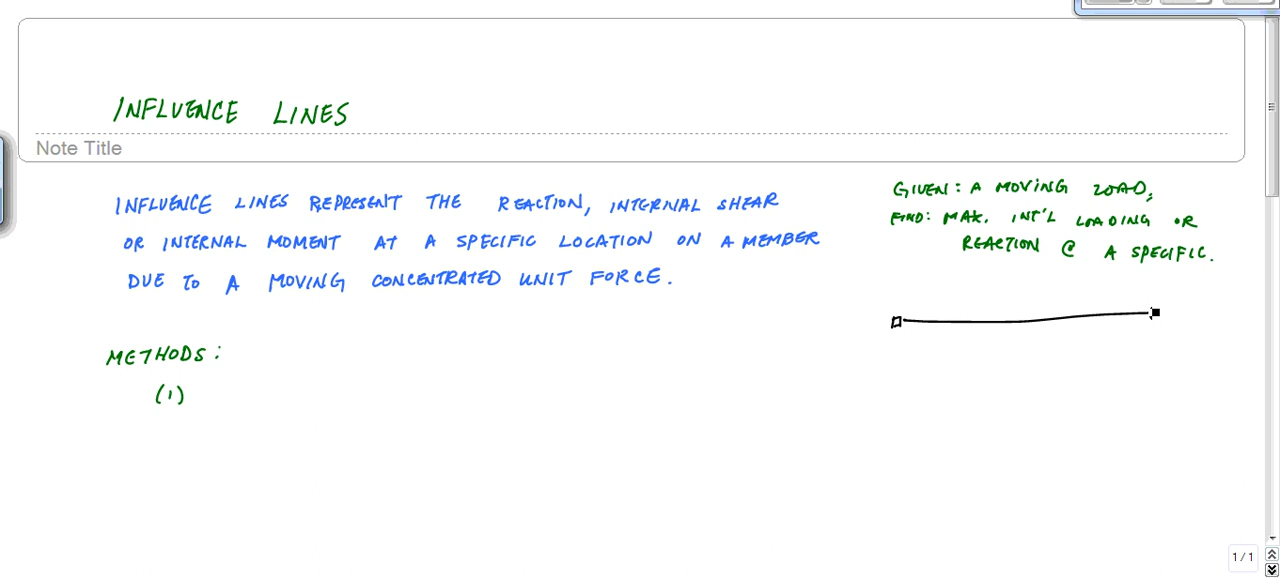 INFLUENCE LINES
Note Title
INFLUENCE LINES REPRESENT THE REACTION, INTERNAL SHEAR
OR INTERNAL MOMENT AT A SPECIFIC LOCATION ON A MEMBER
DUE TO A MOVING CONCENTRATED UNIT FORCE.
GIVEN: A MOVING LOAD;
FIND: MAX. INT'L LOADING OR
REACTION @ A SPECIFIC.
METHODS:
(1)
1 / 1